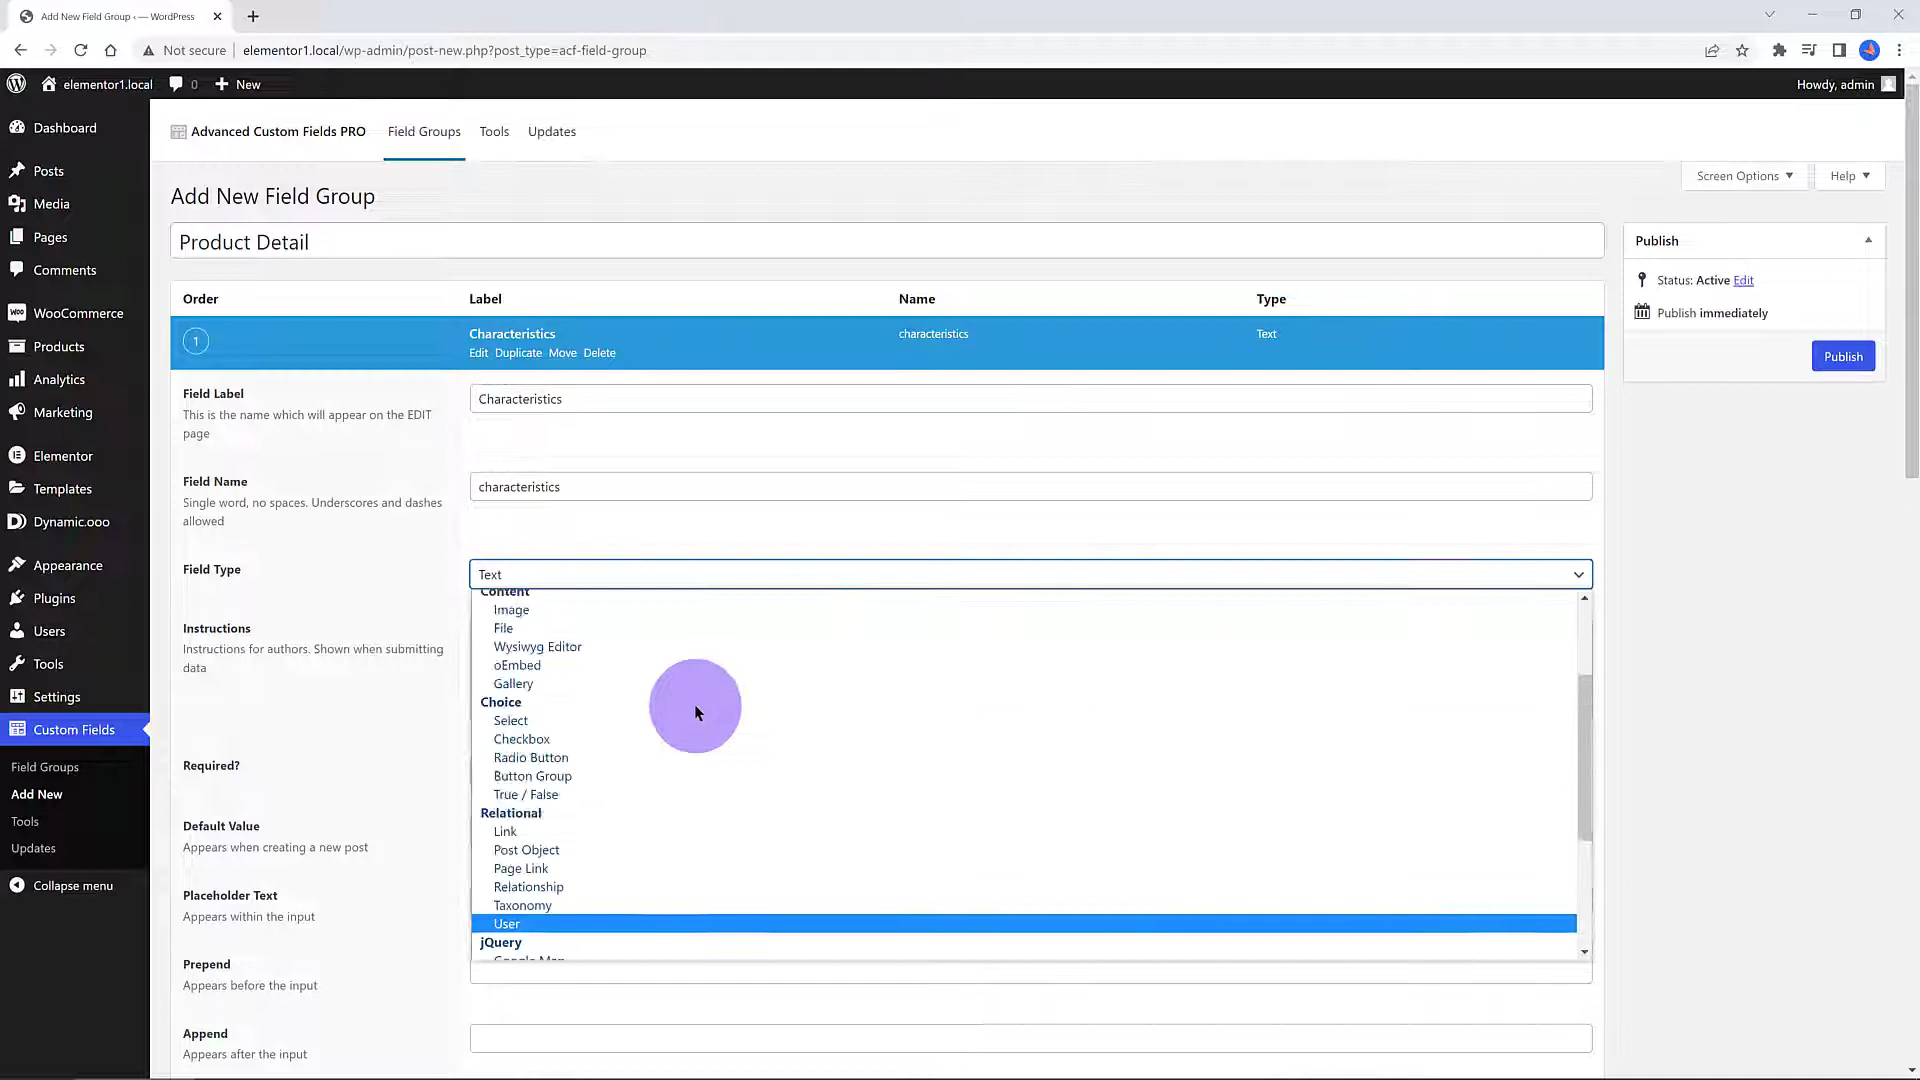 Add New Field Group ‹ — WordPress
Not secure
elementor1.local/wp-admin/post-new.php?post_type=acf-field-group
elementor1.local
0
New
Howdy, admin
Dashboard
Posts
Media
Pages
Comments
WooCommerce
Products
Analytics
Marketing
Elementor
Templates
Dynamic.ooo
Appearance
Plugins
Users
Tools
Settings
Custom Fields
Field Groups
Add New
Tools
Updates
Collapse menu
Advanced Custom Fields PRO
Field Groups
Tools
Updates
Screen Options
Help
Add New Field Group
Product Detail
Order
Label
Name
Type
1
Characteristics
characteristics
Text
Edit Duplicate Move Delete
Field Label
This is the name which will appear on the EDIT
page
Characteristics
Field Name
Single word, no spaces. Underscores and dashes
allowed
characteristics
Field Type
Text
Content
Image
File
Wysiwyg Editor
oEmbed
Gallery
Choice
Select
Checkbox
Radio Button
Button Group
True / False
Relational
Link
Post Object
Page Link
Relationship
Taxonomy
User
jQuery
Google Map
Instructions
Instructions for authors. Shown when submitting
data
Required?
Default Value
Appears when creating a new post
Placeholder Text
Appears within the input
Prepend
Appears before the input
Append
Appears after the input
Publish
Status: Active Edit
Publish immediately
Publish